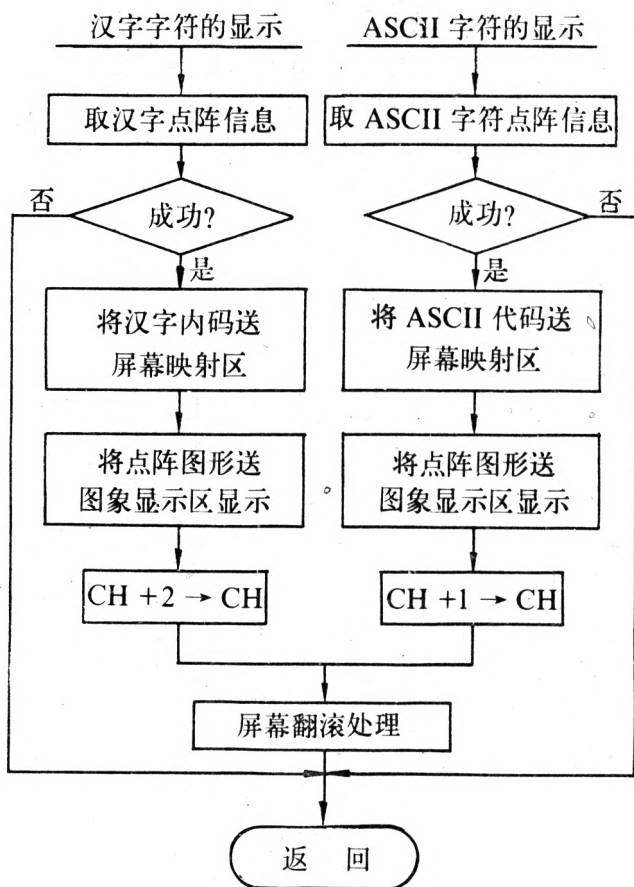 汉字字符的显示
取汉字点阵信息
否
成功?
是
将汉字内码送
屏幕映射区
将点阵图形送
图象显示区显示
CH +2 → CH
ASCII 字符的显示
取 ASCII 字符点阵信息
成功?
否
是
将 ASCII 代码送
屏幕映射区
将点阵图形送
图象显示区显示
CH +1 → CH
屏幕翻滚处理
返 回